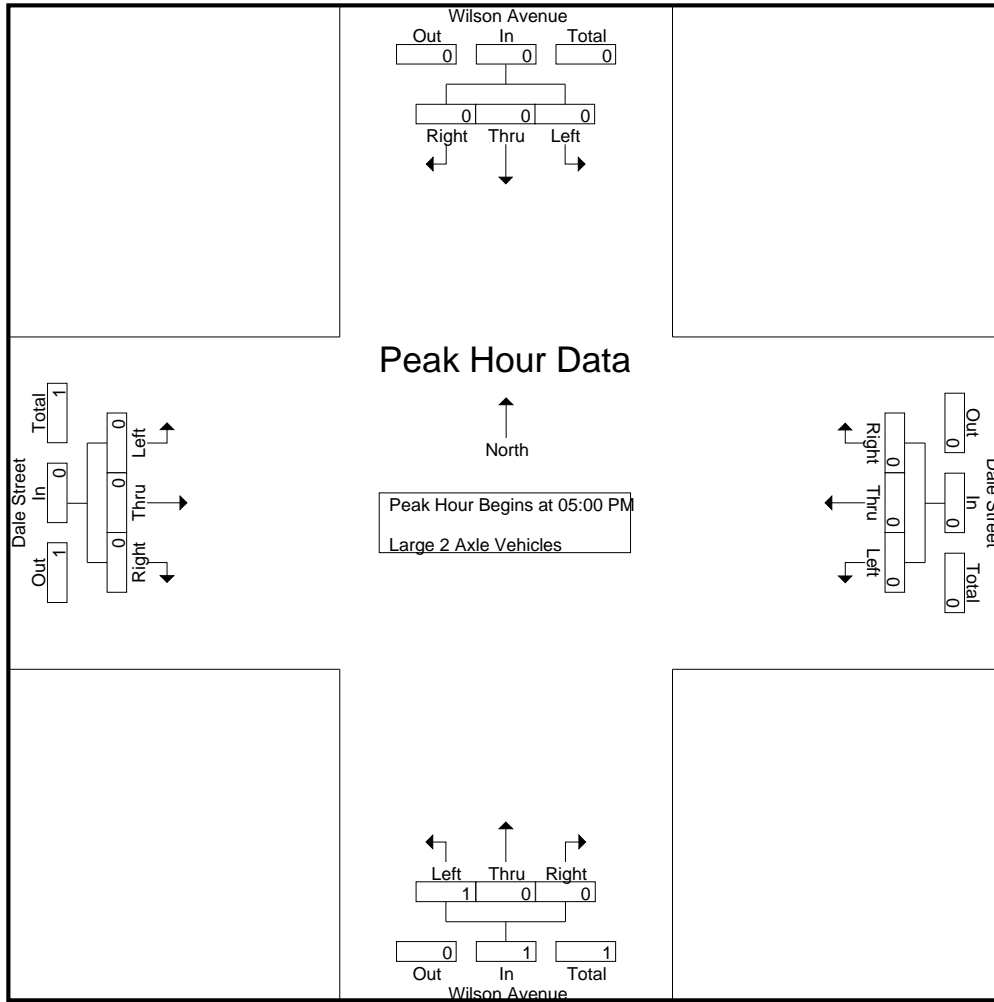 Wilson Avenue
Out In Total
0 0 0
0 0 0
Right Thru Left
Peak Hour Data
North
Peak Hour Begins at 05:00 PM
Large 2 Axle Vehicles
Dale Street
Total In Out
1 0 1
0 0 0
Left Thru Right
Right Thru Left
0 0 0
Out In Total
0 0 0
Dale Street
Left Thru Right
1 0 0
0 1 1
Out In Total
Wilson Avenue